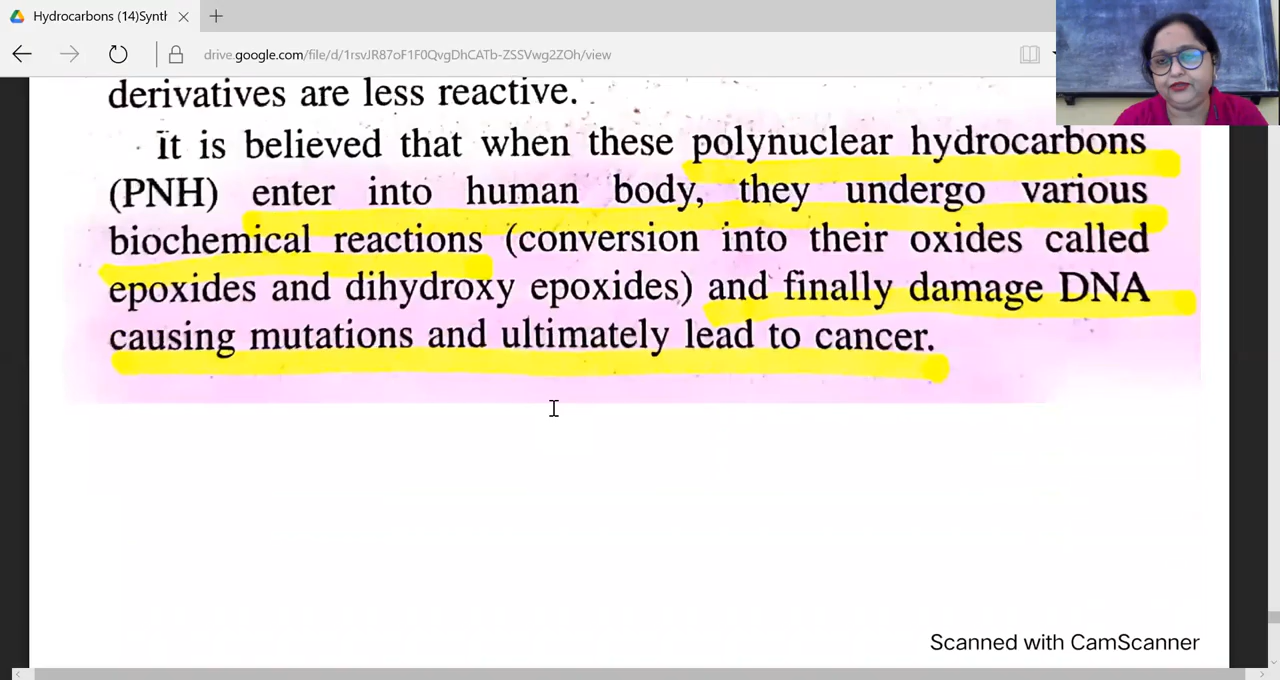 Hydrocarbons (14)Synth
drive.google.com/file/d/1rsvJR87oF1F0QvgDhCATb-ZSSVwg2ZOh/view
derivatives are less reactive.
It is believed that when these polynuclear hydrocarbons
(PNH) enter into human body, they undergo various
biochemical reactions (conversion into their oxides called
epoxides and dihydroxy epoxides) and finally damage DNA
causing mutations and ultimately lead to cancer.
Scanned with CamScanner